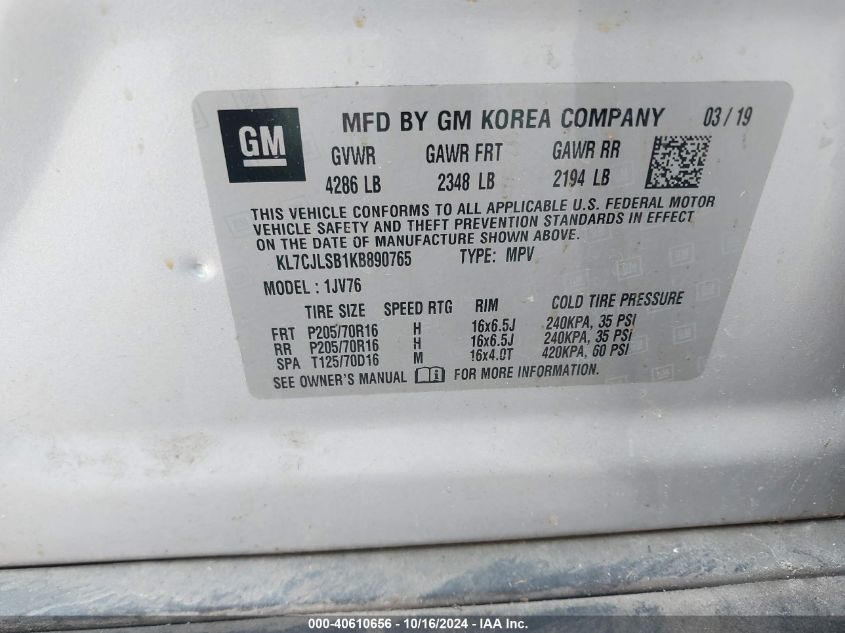 GM
MFD BY GM KOREA COMPANY 03/19
GVWR GAWR FRT GAWR RR
4286 LB 2348 LB 2194 LB
THIS VEHICLE CONFORMS TO ALL APPLICABLE U.S. FEDERAL MOTOR
VEHICLE SAFETY AND THEFT PREVENTION STANDARDS IN EFFECT
ON THE DATE OF MANUFACTURE SHOWN ABOVE.
KL7CJLSB1KB890765 TYPE: MPV
MODEL : 1JV76
TIRE SIZE SPEED RTG RIM COLD TIRE PRESSURE
FRT P205/70R16 H 16x6.5J 240KPA, 35 PSI
RR P205/70R16 H 16x6.5J 240KPA, 35 PSI
SPA T125/70D16 M 16x4.0T 420KPA, 60 PSI
SEE OWNER'S MANUAL FOR MORE INFORMATION.
000-40610656 - 10/16/2024 - IAA Inc.